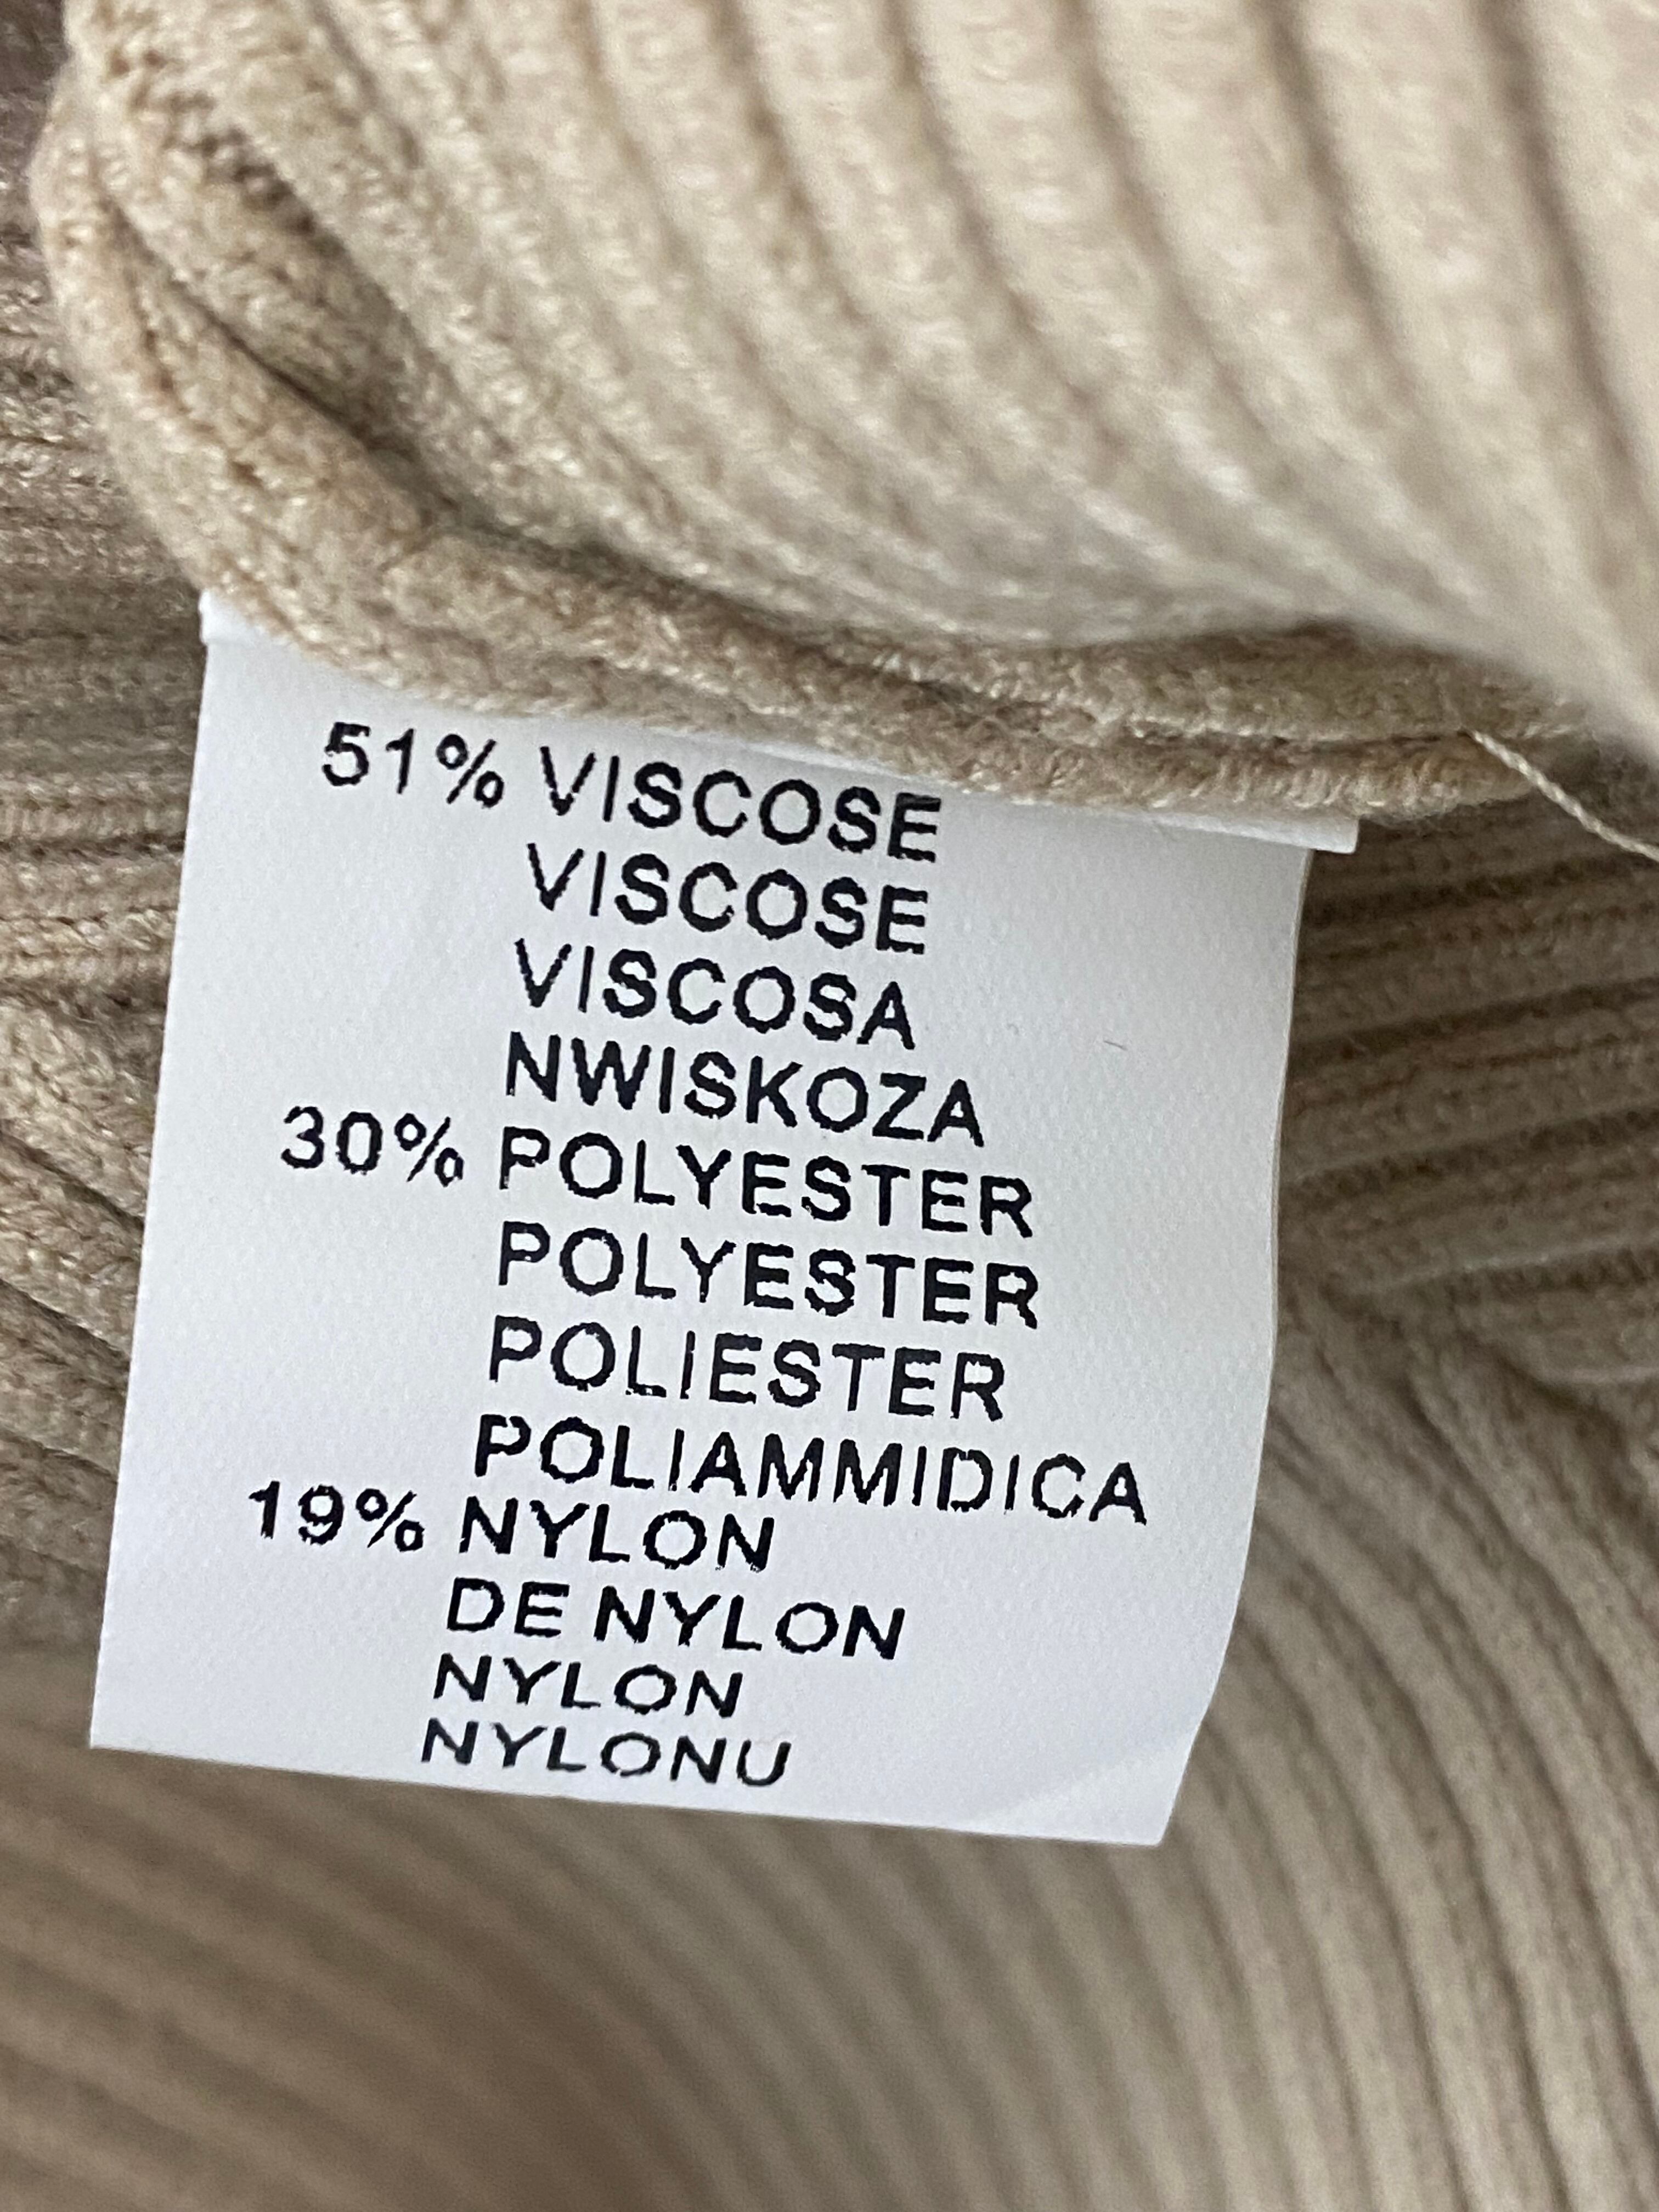 51% VISCOSE
VISCOSE
VISCOSA
NWISKOZA
30% POLYESTER
POLYESTER
POLIESTER
POLIAMMIDICA
19% NYLON
DE NYLON
NYLON
NYLONU